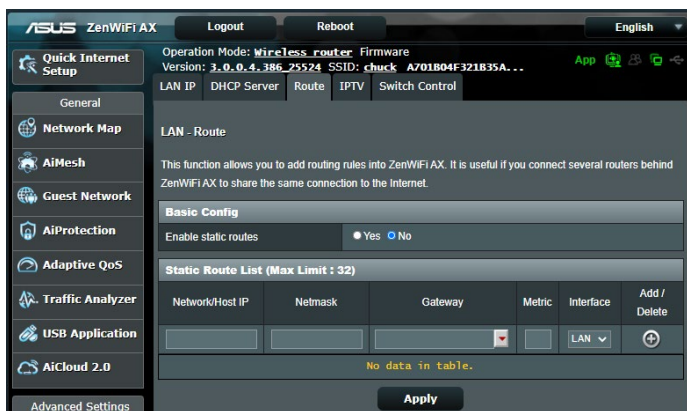 ASUS ZenWiFi AX Logout Reboot English
Quick Internet Setup
General
Network Map
AiMesh
Guest Network
AiProtection
Adaptive QoS
Traffic Analyzer
USB Application
AiCloud 2.0
Advanced Settings
Operation Mode: Wireless router Firmware
Version: 3.0.0.4.386_25524 SSID: chuck A701B04F321B35A...
App
LAN IP DHCP Server Route IPTV Switch Control
LAN - Route
This function allows you to add routing rules into ZenWiFi AX. It is useful if you connect several routers behind
ZenWiFi AX to share the same connection to the Internet.
Basic Config
Enable static routes Yes No
Static Route List (Max Limit : 32)
Network/Host IP Netmask Gateway Metric Interface Add / Delete
LAN
No data in table.
Apply